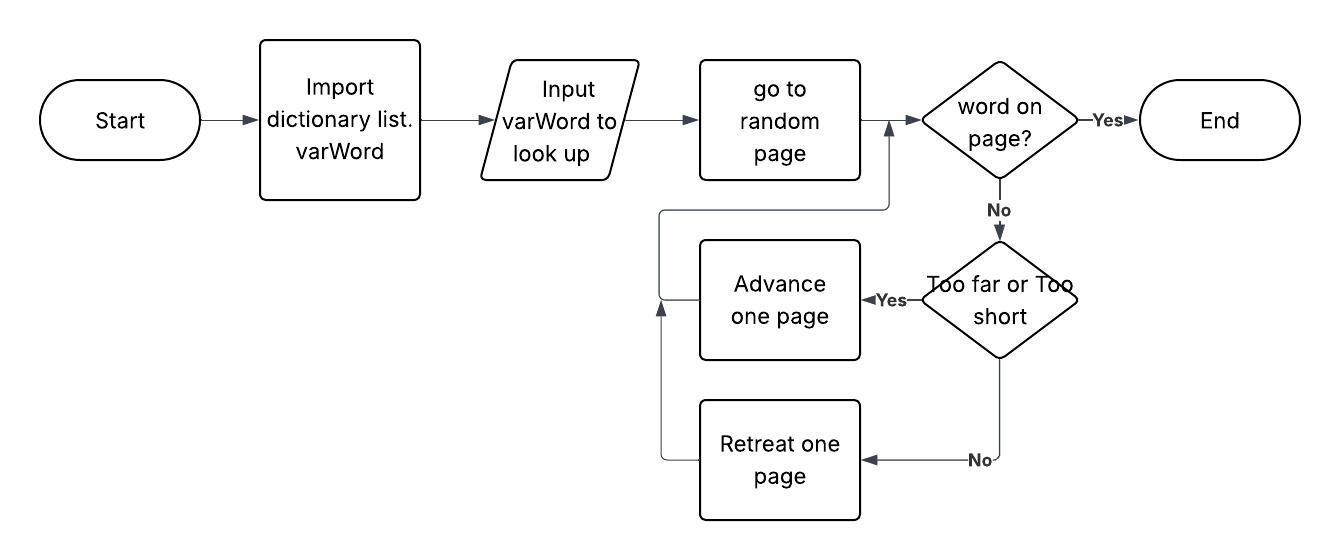 Start
Import
dictionary list.
varWord
Input
varWord to
look up
go to
random
page
word on
page?
Yes
End
No
Too far or Too
short
Yes
Advance
one page
No
Retreat one
page